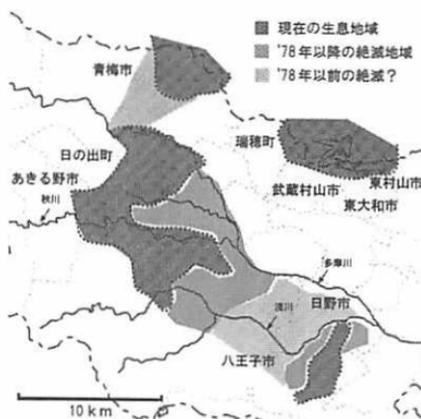 現在の生息地域
'78年以降の絶滅地域
'78年以前の絶滅?
青梅市
日の出町
あきる野市
秋川
瑞穂町
武蔵村山市
東村山市
東大和市
多摩川
日野市
浅川
八王子市
10 km